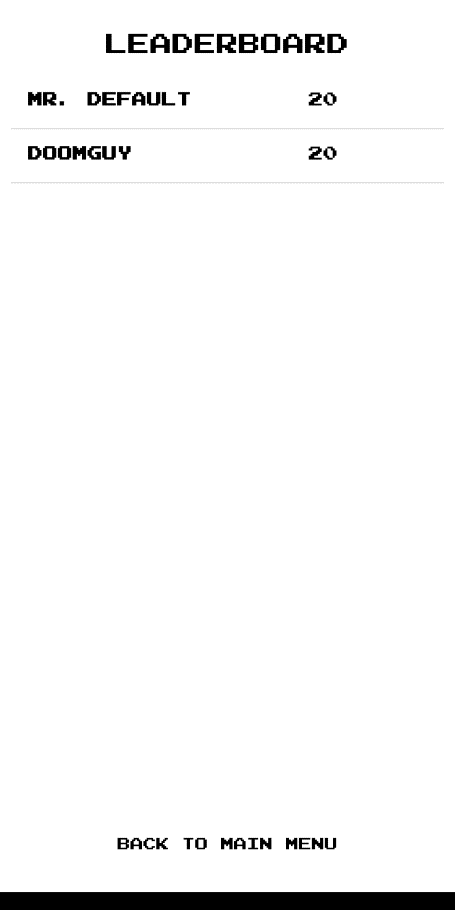 LEADERBOARD
MR. DEFAULT 20
DOOMGUY 20
BACK TO MAIN MENU